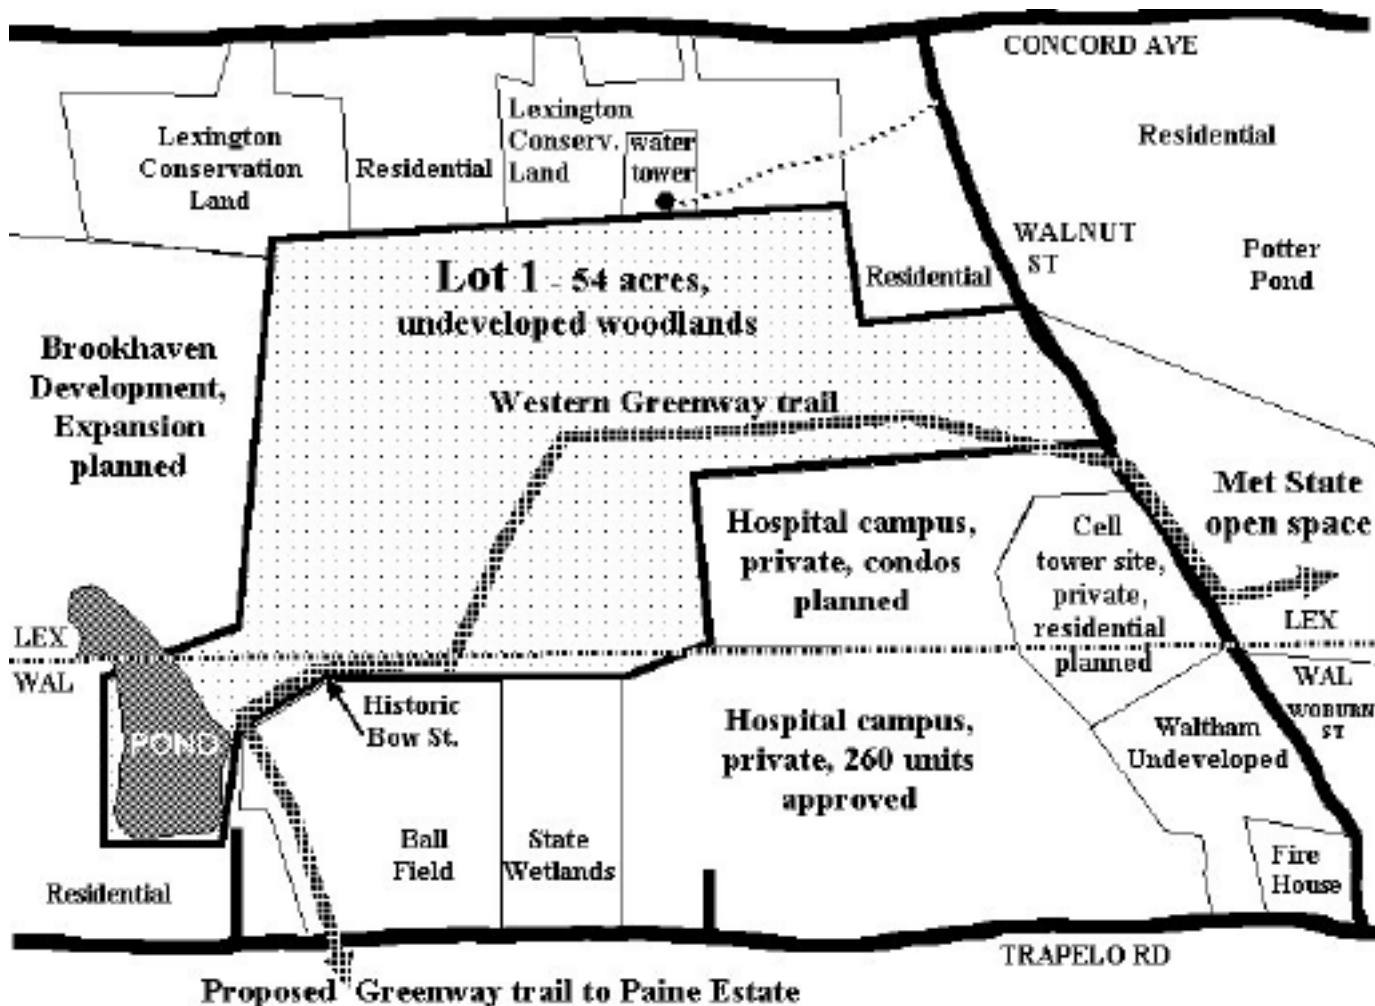 CONCORD AVE
Lexington
Conservation
Land
Residential
Lexington
Conserv.
Land
water
tower
Residential
WALNUT
ST
Potter
Pond
Residential
Lot 1 - 54 acres,
undeveloped woodlands
Brookhaven
Development,
Expansion
planned
Western Greenway trail
Met State
open space
Hospital campus,
private, condos
planned
Cell
tower site,
private,
residential
planned
LEX
WAL
LEX
WAL
WOBURN
ST
POND
Historic
Bow St.
Hospital campus,
private, 260 units
approved
Waltham
Undeveloped
Ball
Field
State
Wetlands
Fire
House
Residential
TRAPELO RD
Proposed Greenway trail to Paine Estate